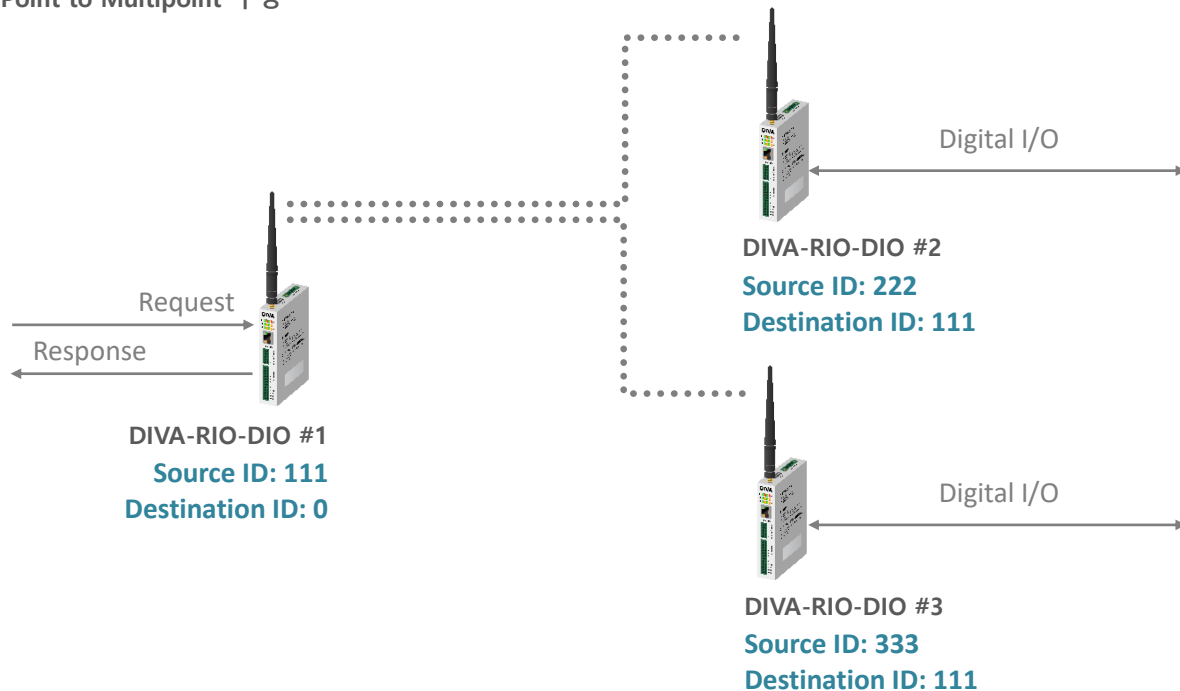 Point to Multipoint
Digital I/O
DIVA-RIO-DIO #2
Source ID: 222
Destination ID: 111
Request
Response
DIVA-RIO-DIO #1
Source ID: 111
Destination ID: 0
Digital I/O
DIVA-RIO-DIO #3
Source ID: 333
Destination ID: 111